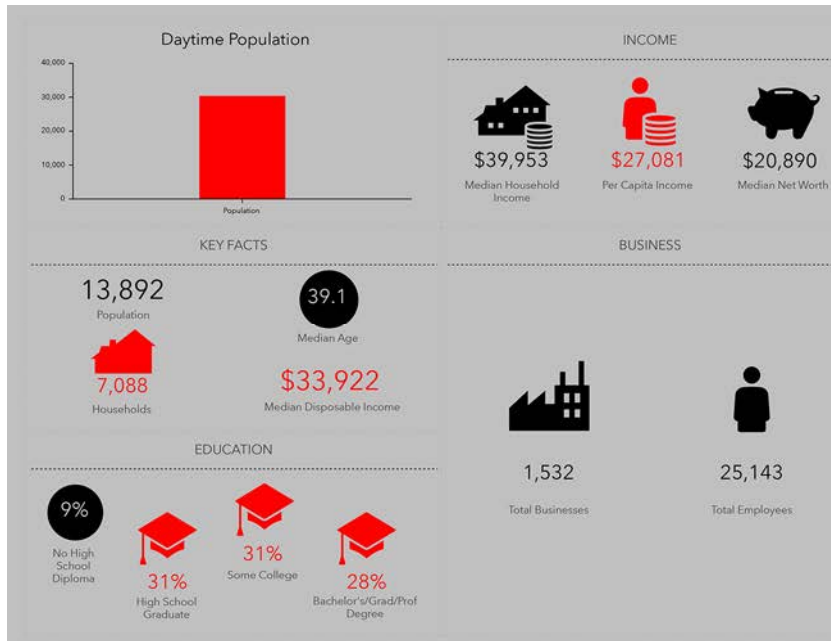 Daytime Population
40,000
30,000
20,000
10,000
0
Population
INCOME
$39,953
Median Household
Income
$27,081
Per Capita Income
$20,890
Median Net Worth
KEY FACTS
13,892
Population
39.1
Median Age
7,088
Households
$33,922
Median Disposable Income
BUSINESS
1,532
Total Businesses
25,143
Total Employees
EDUCATION
9%
No High
School
Diploma
31%
High School
Graduate
31%
Some College
28%
Bachelor's/Grad/Prof
Degree